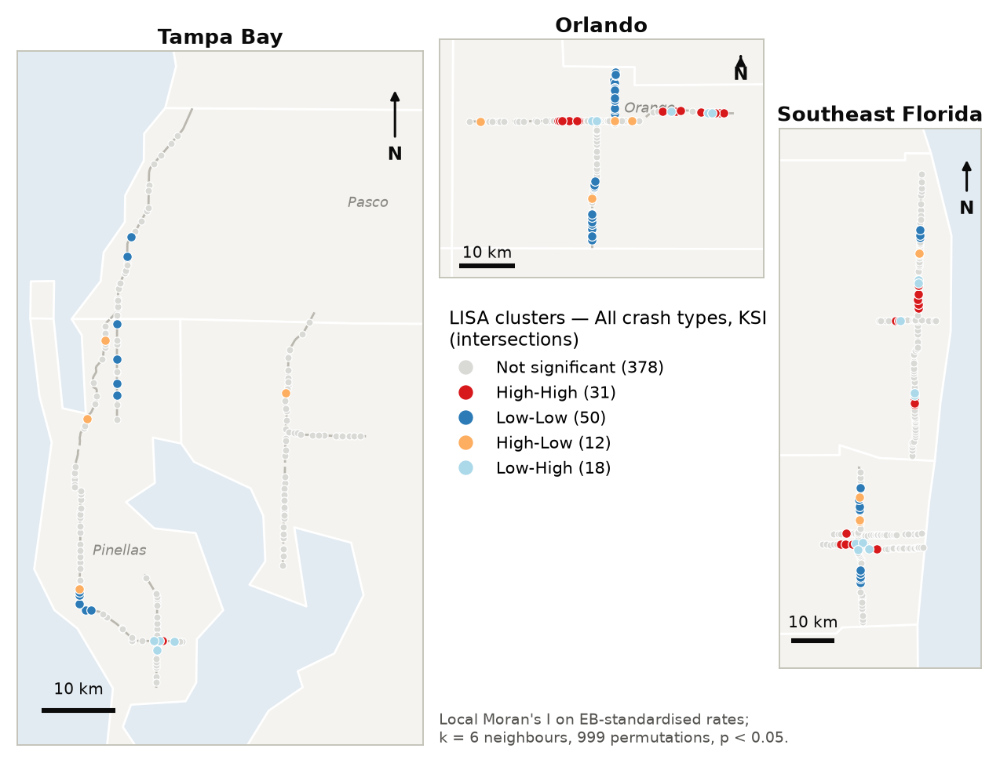 Tampa Bay
N
Pasco
Pinellas
10 km
Orlando
N
Orange
10 km
Southeast Florida
N
10 km
LISA clusters — All crash types, KSI
(intersections)
Not significant (378)
High-High (31)
Low-Low (50)
High-Low (12)
Low-High (18)
Local Moran's I on EB-standardised rates;
k = 6 neighbours, 999 permutations, p < 0.05.